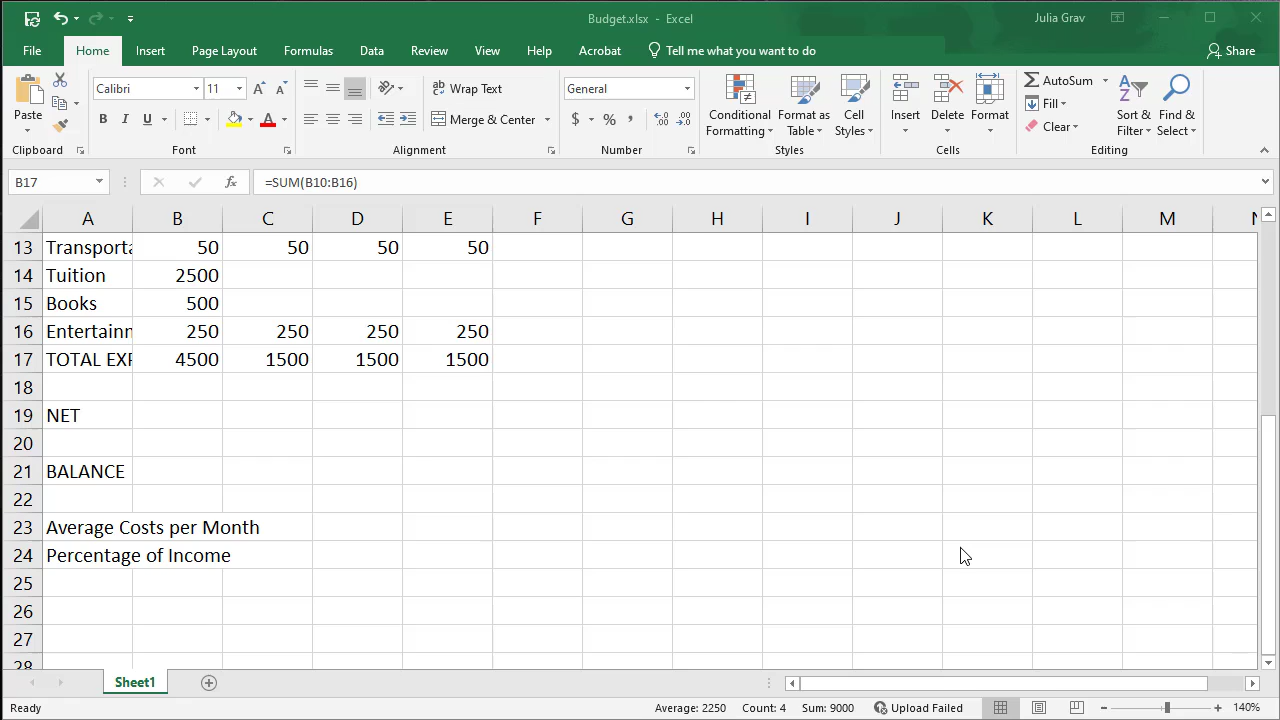 Budget.xlsx - Excel
Julia Grav
File Home Insert Page Layout Formulas Data Review View Help Acrobat Tell me what you want to do Share
Paste
Clipboard
Calibri 11
B I U A
Font
Wrap Text
Merge & Center
Alignment
General
$ % ,
Number
Conditional Formatting
Format as Table
Cell Styles
Styles
Insert Delete Format
Cells
AutoSum
Fill
Clear
Sort & Filter
Find & Select
Editing
B17 fx =SUM(B10:B16)
A B C D E F G H I J K L M
13 Transporta 50 50 50 50
14 Tuition 2500
15 Books 500
16 Entertainn 250 250 250 250
17 TOTAL EXP 4500 1500 1500 1500
18
19 NET
20
21 BALANCE
22
23 Average Costs per Month
24 Percentage of Income
25
26
27
28
Sheet1
Ready Average: 2250 Count: 4 Sum: 9000 Upload Failed 140%